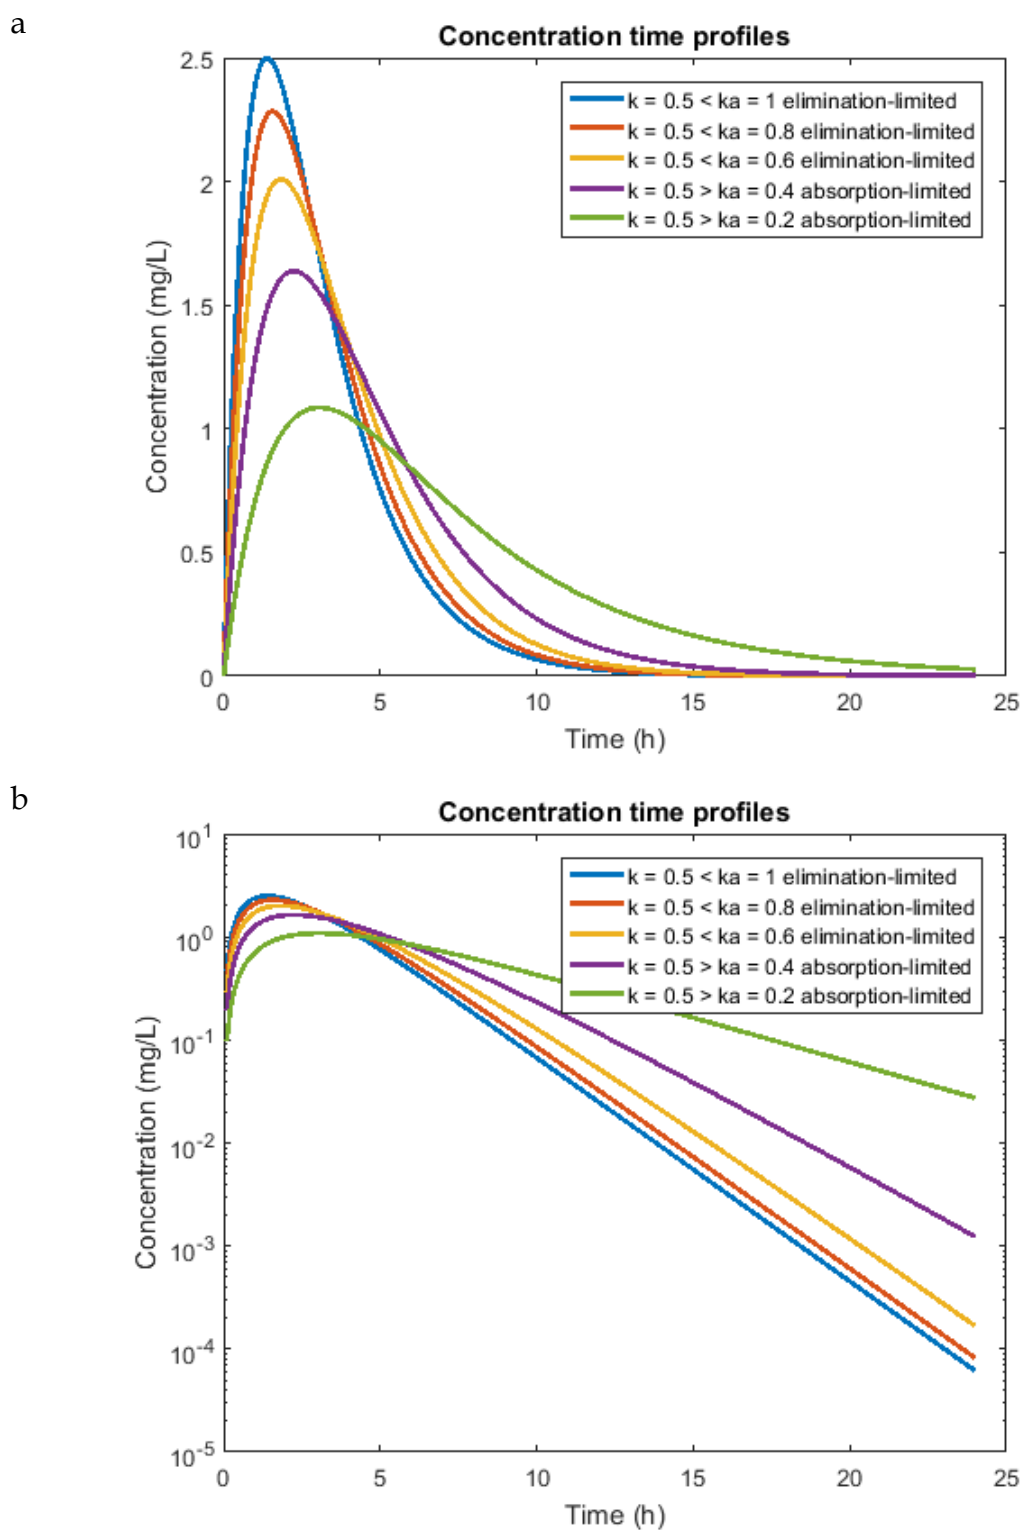 a
Concentration time profiles
2.5
2
1.5
1
0.5
0
Concentration (mg/L)
k = 0.5 < ka = 1 elimination-limited
k = 0.5 < ka = 0.8 elimination-limited
k = 0.5 < ka = 0.6 elimination-limited
k = 0.5 > ka = 0.4 absorption-limited
k = 0.5 > ka = 0.2 absorption-limited
0 5 10 15 20 25
Time (h)
b
Concentration time profiles
10^1
10^0
10^-1
10^-2
10^-3
10^-4
10^-5
Concentration (mg/L)
k = 0.5 < ka = 1 elimination-limited
k = 0.5 < ka = 0.8 elimination-limited
k = 0.5 < ka = 0.6 elimination-limited
k = 0.5 > ka = 0.4 absorption-limited
k = 0.5 > ka = 0.2 absorption-limited
0 5 10 15 20 25
Time (h)